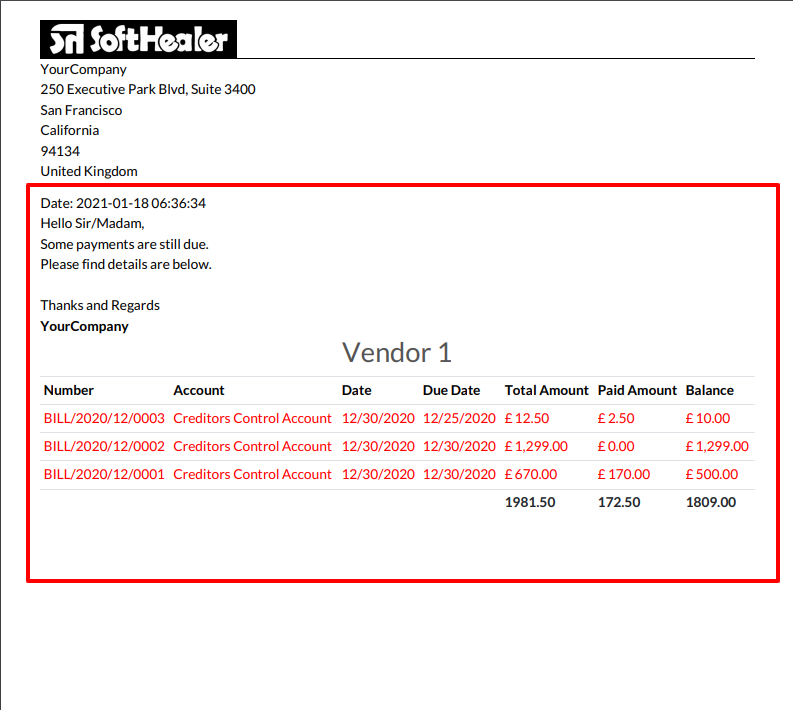 SoftHealer
YourCompany
250 Executive Park Blvd, Suite 3400
San Francisco
California
94134
United Kingdom
Date: 2021-01-18 06:36:34
Hello Sir/Madam,
Some payments are still due.
Please find details are below.
Thanks and Regards
YourCompany
Vendor 1
Number Account Date Due Date Total Amount Paid Amount Balance
BILL/2020/12/0003 Creditors Control Account 12/30/2020 12/25/2020 £ 12.50 £ 2.50 £ 10.00
BILL/2020/12/0002 Creditors Control Account 12/30/2020 12/30/2020 £ 1,299.00 £ 0.00 £ 1,299.00
BILL/2020/12/0001 Creditors Control Account 12/30/2020 12/30/2020 £ 670.00 £ 170.00 £ 500.00
1981.50 172.50 1809.00